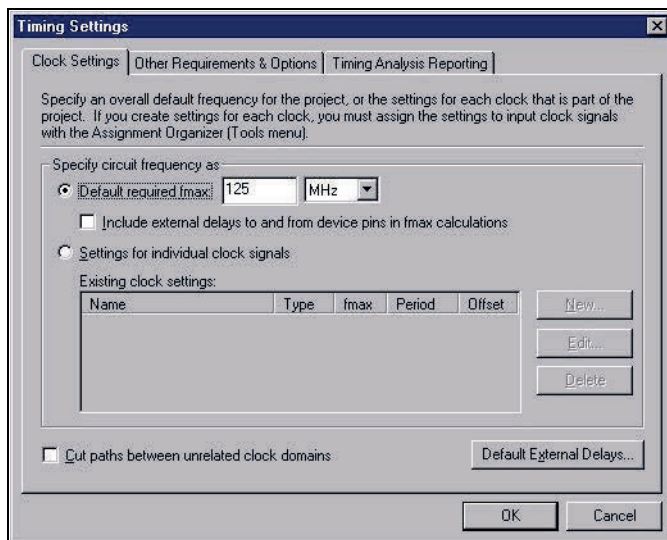 Timing Settings
Clock Settings Other Requirements & Options Timing Analysis Reporting
Specify an overall default frequency for the project, or the settings for each clock that is part of the
project. If you create settings for each clock, you must assign the settings to input clock signals
with the Assignment Organizer (Tools menu).
Specify circuit frequency as
Default required fmax: 125 MHz
Include external delays to and from device pins in fmax calculations
Settings for individual clock signals
Existing clock settings:
Name Type fmax Period Offset
New...
Edit...
Delete
Cut paths between unrelated clock domains Default External Delays...
OK Cancel